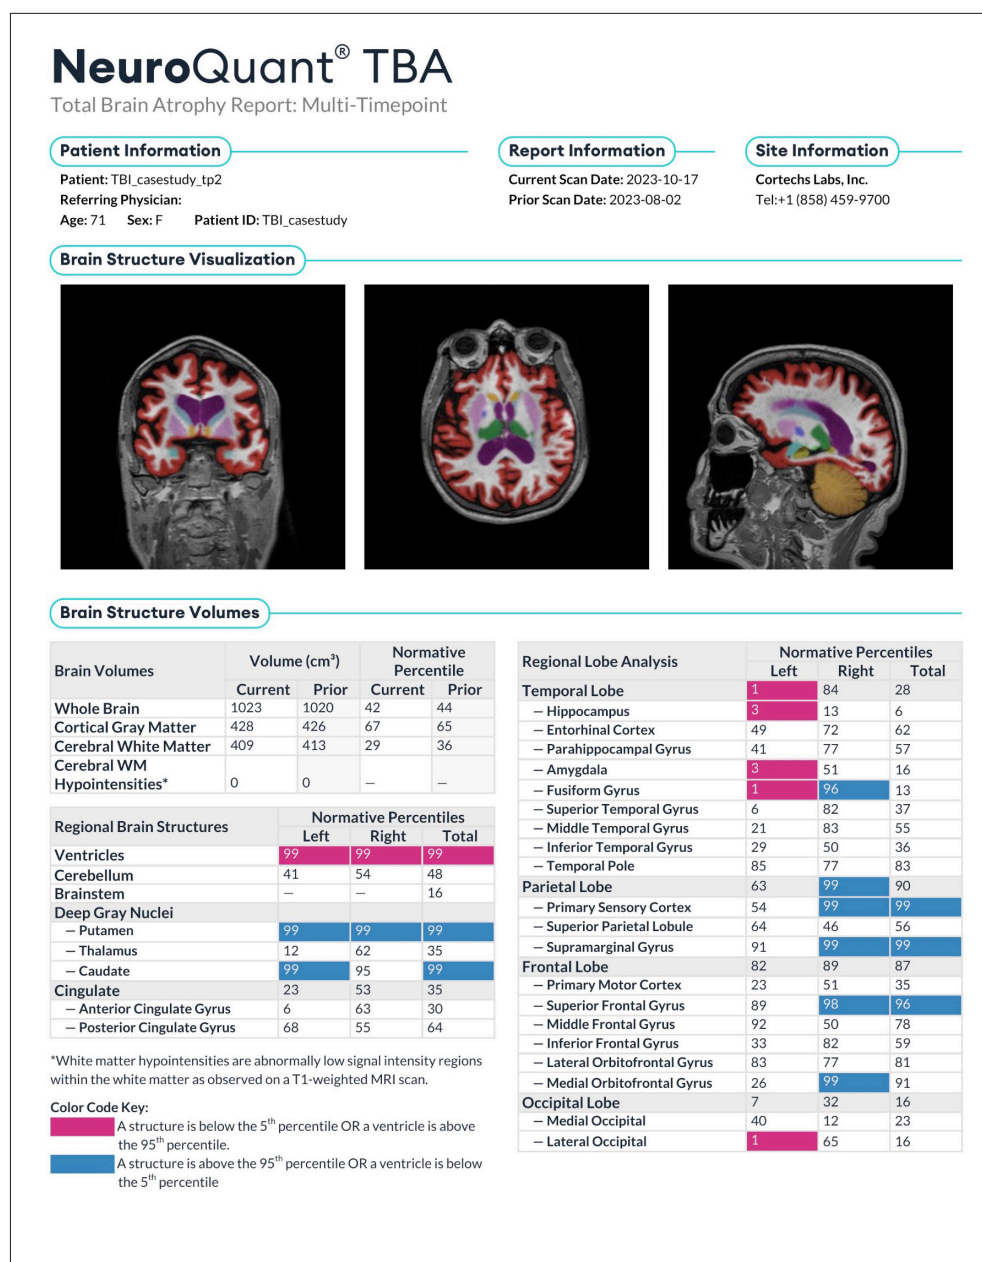 NeuroQuant® TBA
Total Brain Atrophy Report: Multi-Timepoint
Patient Information
Report Information
Site Information
Patient: TBI_casestudy_tp2
Referring Physician:
Age: 71 Sex: F Patient ID: TBI_casestudy
Current Scan Date: 2023-10-17
Prior Scan Date: 2023-08-02
Cortechs Labs, Inc.
Tel:+1 (858) 459-9700
Brain Structure Visualization
Brain Structure Volumes
Brain Volumes Volume (cm³) Normative Percentile
Current Prior Current Prior
Whole Brain 1023 1020 42 44
Cortical Gray Matter 428 426 67 65
Cerebral White Matter 409 413 29 36
Cerebral WM
Hypointensities* 0 0 — —
Regional Brain Structures Normative Percentiles
Left Right Total
Ventricles 99 99 99
Cerebellum 41 54 48
Brainstem — — 16
Deep Gray Nuclei
— Putamen 99 99 99
— Thalamus 12 62 35
— Caudate 99 95 99
Cingulate 23 53 35
— Anterior Cingulate Gyrus 6 63 30
— Posterior Cingulate Gyrus 68 55 64
*White matter hypointensities are abnormally low signal intensity regions
within the white matter as observed on a T1-weighted MRI scan.
Color Code Key:
A structure is below the 5th percentile OR a ventricle is above
the 95th percentile.
A structure is above the 95th percentile OR a ventricle is below
the 5th percentile
Regional Lobe Analysis Normative Percentiles
Left Right Total
Temporal Lobe 1 84 28
— Hippocampus 3 13 6
— Entorhinal Cortex 49 72 62
— Parahippocampal Gyrus 41 77 57
— Amygdala 3 51 16
— Fusiform Gyrus 1 96 13
— Superior Temporal Gyrus 6 82 37
— Middle Temporal Gyrus 21 83 55
— Inferior Temporal Gyrus 29 50 36
— Temporal Pole 85 77 83
Parietal Lobe 63 99 90
— Primary Sensory Cortex 54 99 99
— Superior Parietal Lobule 64 46 56
— Supramarginal Gyrus 91 99 99
Frontal Lobe 82 89 87
— Primary Motor Cortex 23 51 35
— Superior Frontal Gyrus 89 98 96
— Middle Frontal Gyrus 92 50 78
— Inferior Frontal Gyrus 33 82 59
— Lateral Orbitofrontal Gyrus 83 77 81
— Medial Orbitofrontal Gyrus 26 99 91
Occipital Lobe 7 32 16
— Medial Occipital 40 12 23
— Lateral Occipital 1 65 16